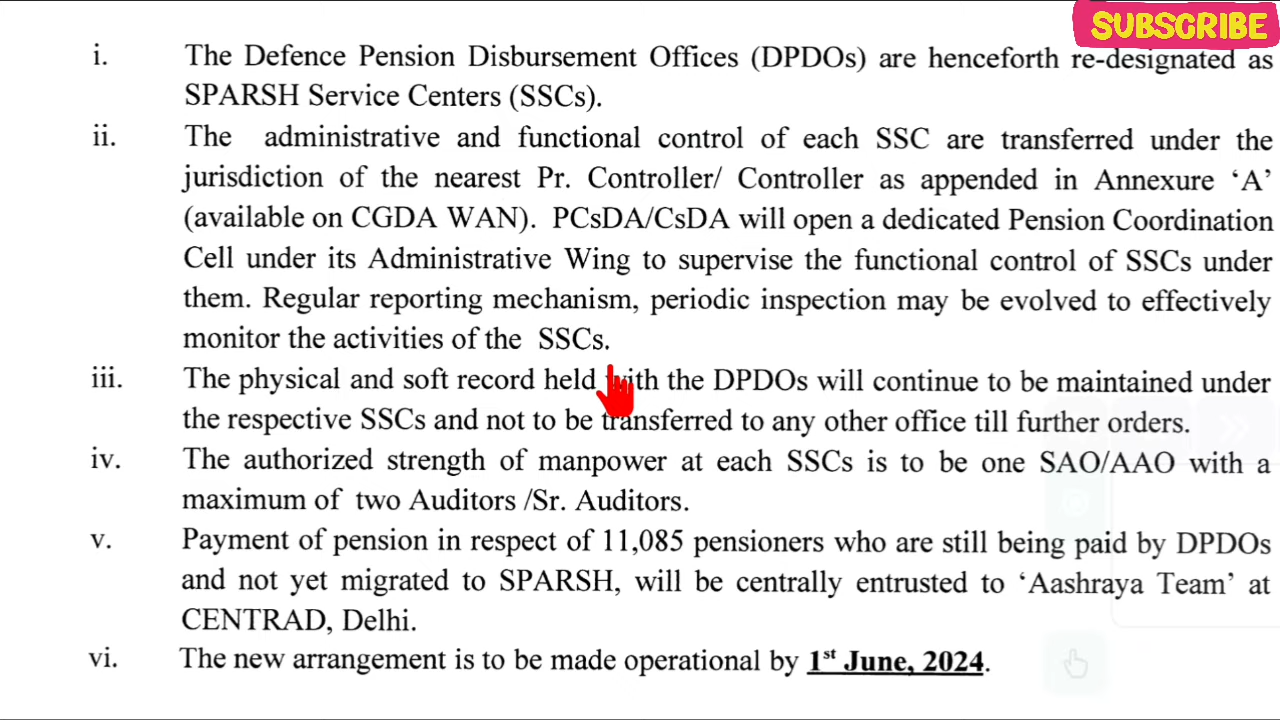 SUBSCRIBE
i. The Defence Pension Disbursement Offices (DPDOs) are henceforth re-designated as
SPARSH Service Centers (SSCs).
ii. The administrative and functional control of each SSC are transferred under the
jurisdiction of the nearest Pr. Controller/ Controller as appended in Annexure ‘A’
(available on CGDA WAN). PCsDA/CsDA will open a dedicated Pension Coordination
Cell under its Administrative Wing to supervise the functional control of SSCs under
them. Regular reporting mechanism, periodic inspection may be evolved to effectively
monitor the activities of the SSCs.
iii. The physical and soft record held with the DPDOs will continue to be maintained under
the respective SSCs and not to be transferred to any other office till further orders.
iv. The authorized strength of manpower at each SSCs is to be one SAO/AAO with a
maximum of two Auditors /Sr. Auditors.
v. Payment of pension in respect of 11,085 pensioners who are still being paid by DPDOs
and not yet migrated to SPARSH, will be centrally entrusted to ‘Aashraya Team’ at
CENTRAD, Delhi.
vi. The new arrangement is to be made operational by 1st June, 2024.